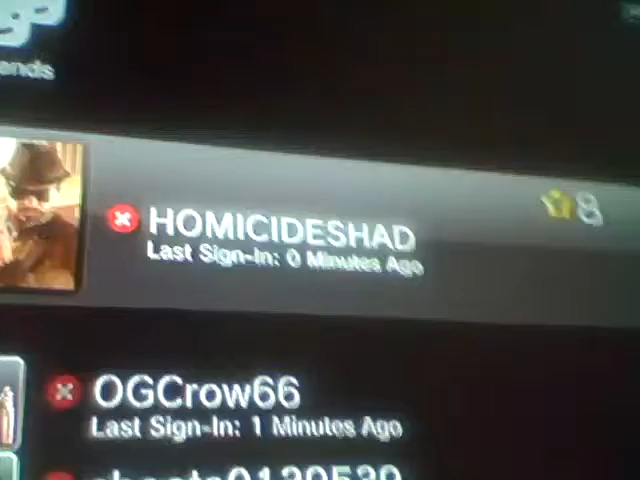 HOMICIDESHAD
8
Last Sign-In: 0 Minutes Ago
OGCrow66
Last Sign-In: 1 Minutes Ago